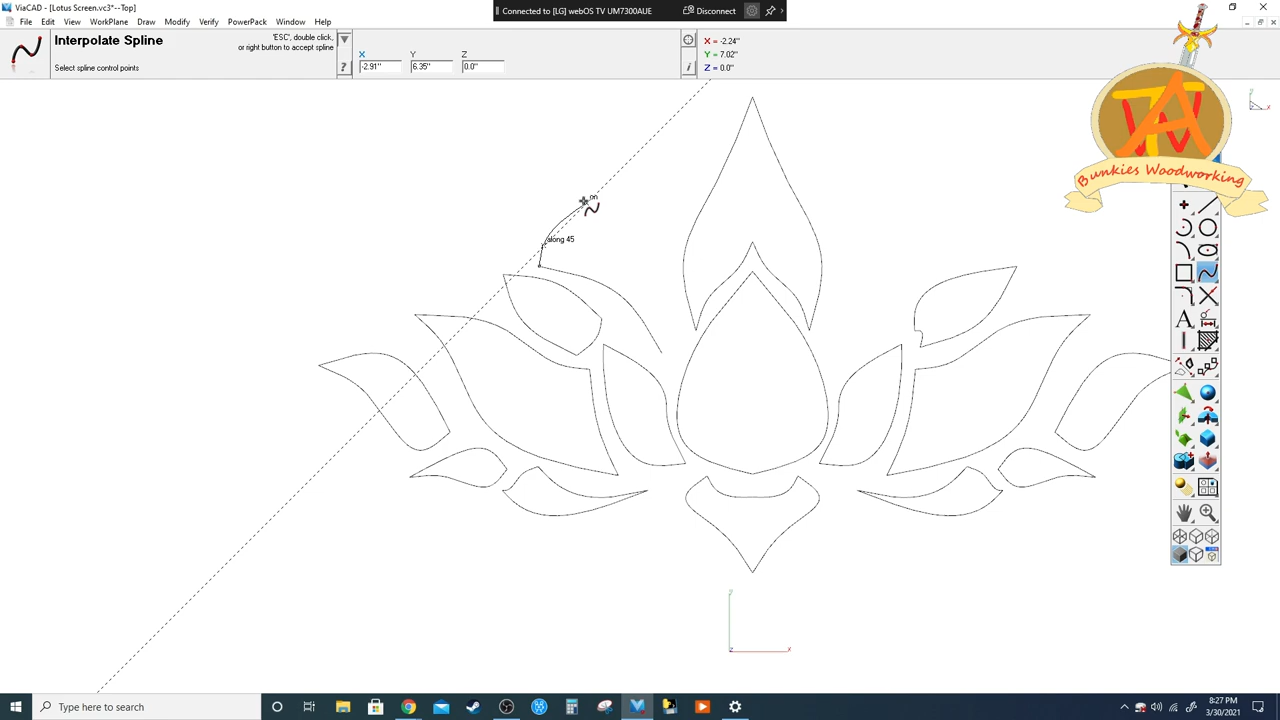 ViaCAD - [Lotus Screen.vc3*--Top]
Connected to [LG] webOS TV UM7300AUE
Disconnect
File Edit View WorkPlane Draw Modify Verify PowerPack Window Help
Interpolate Spline
'ESC', double click,
or right button to accept spline
Select spline control points
X Y Z
-2.91" 6.35" 0.0"
X = -2.24"
Y = 7.02"
Z = 0.0"
Bunkies Woodworking
on
along 45
y
x
Type here to search
8:27 PM
3/30/2021